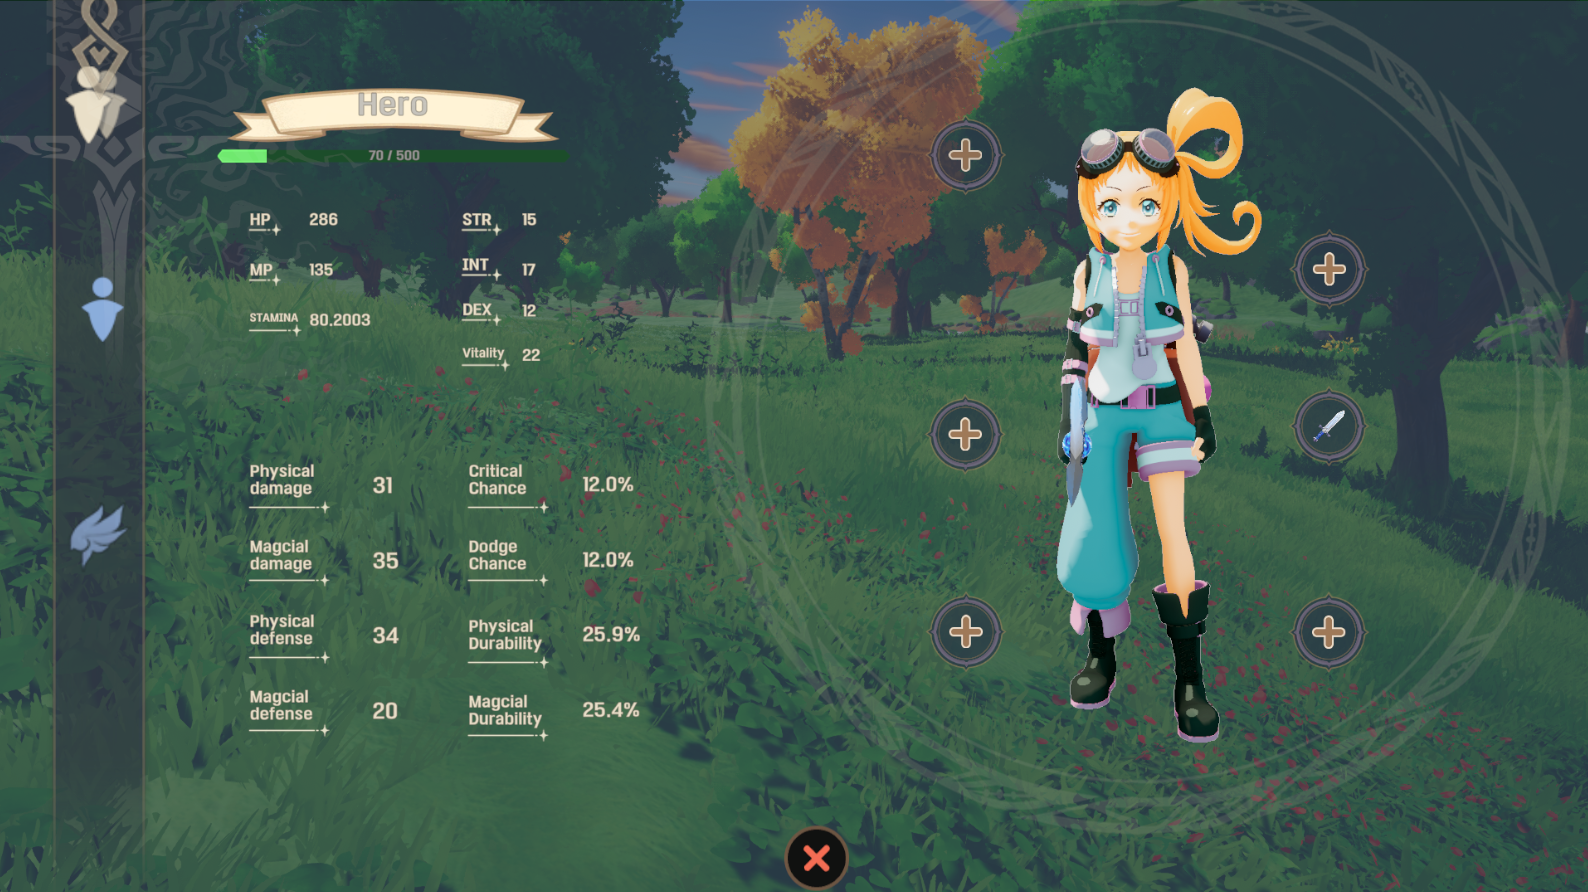 Hero
70 / 500
HP 286
STR 15
MP 135
INT 17
STAMINA 80.2003
DEX 12
Vitality 22
Physical
damage 31
Critical
Chance 12.0%
Magcial
damage 35
Dodge
Chance 12.0%
Physical
defense 34
Physical
Durability 25.9%
Magcial
defense 20
Magcial
Durability 25.4%